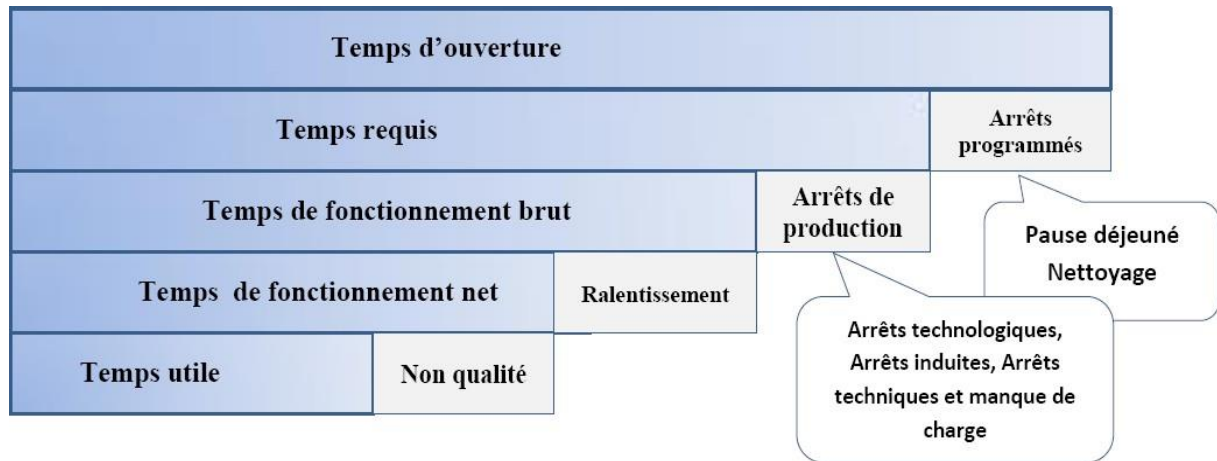 Temps d’ouverture
Temps requis
Arrêts
programmés
Temps de fonctionnement brut
Arrêts de
production
Pause déjeuné
Nettoyage
Temps de fonctionnement net
Ralentissement
Arrêts technologiques,
Arrêts induites, Arrêts
techniques et manque de
charge
Temps utile
Non qualité